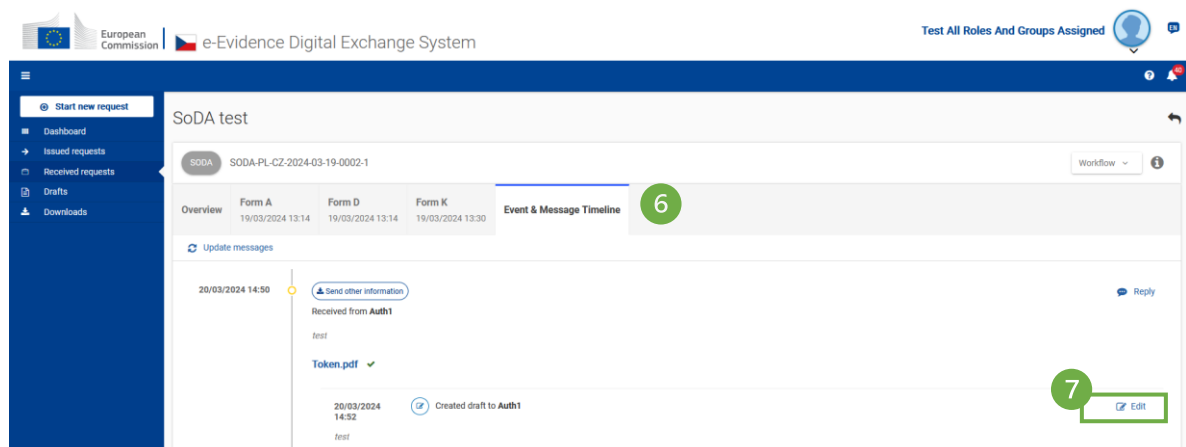 European
Commission
e-Evidence Digital Exchange System
Test All Roles And Groups Assigned
EN
Start new request
Dashboard
Issued requests
Received requests
Drafts
Downloads
SoDA test
SODA
SODA-PL-CZ-2024-03-19-0002-1
Workflow
Overview
Form A
19/03/2024 13:14
Form D
19/03/2024 13:14
Form K
19/03/2024 13:30
Event & Message Timeline
6
Update messages
20/03/2024 14:50
Send other information
Reply
Received from Auth1
test
Token.pdf
7
20/03/2024
14:52
Created draft to Auth1
Edit
test